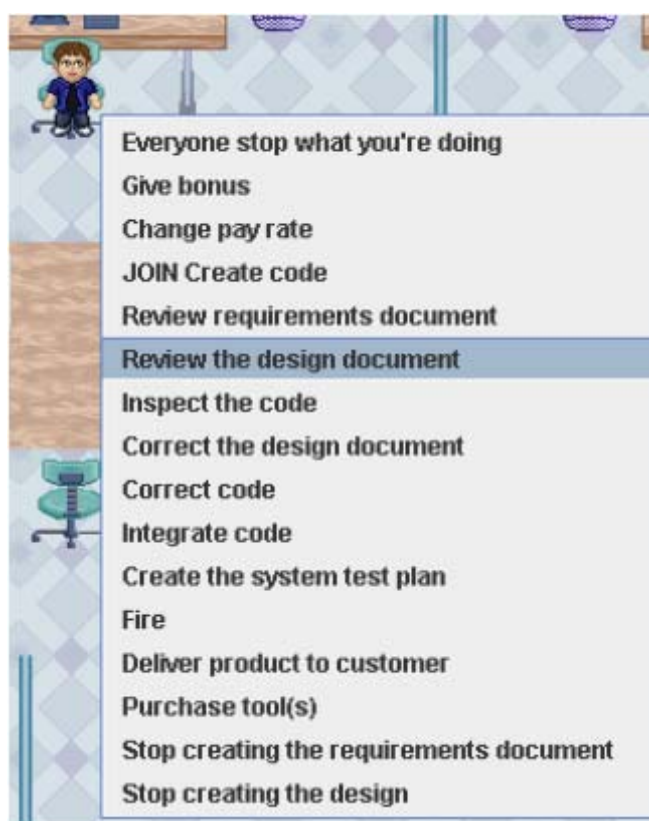 Everyone stop what you're doing
Give bonus
Change pay rate
JOIN Create code
Review requirements document
Review the design document
Inspect the code
Correct the design document
Correct code
Integrate code
Create the system test plan
Fire
Deliver product to customer
Purchase tool(s)
Stop creating the requirements document
Stop creating the design